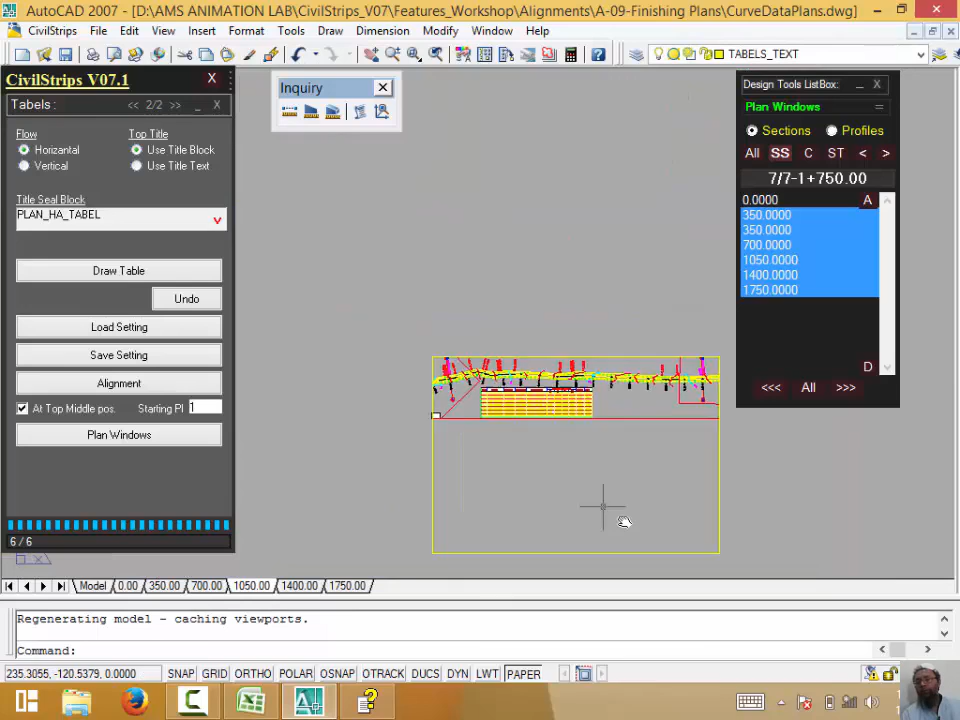 AutoCAD 2007 - [D:\AMS ANIMATION LAB\CivilStrips_V07\Features_Workshop\Alignments\A-09-Finishing Plans\CurveDataPlans.dwg]
CivilStrips File Edit View Insert Format Tools Draw Dimension Modify Window Help
TABELS_TEXT
CivilStrips V07.1 X
Tabels: << 2/2 >> _ X
Flow Top Title
Horizontal Use Title Block
Vertical Use Title Text
Title Seal Block
PLAN_HA_TABEL v
Draw Table
Undo
Load Setting
Save Setting
Alignment
At Top Middle pos. Starting PI 1
Plan Windows
6/6
Inquiry
Design Tools ListBox: _ X
Plan Windows
Sections Profiles
All SS C ST < >
7/7-1+750.00
0.0000 A
350.0000
350.0000
700.0000
1050.0000
1400.0000
1750.0000
D
<<< All >>>
Model 0.00 350.00 700.00 1050.00 1400.00 1750.00
Regenerating model - caching viewports.
Command:
235.3055, -120.5379, 0.0000 SNAP GRID ORTHO POLAR OSNAP OTRACK DUCS DYN LWT PAPER